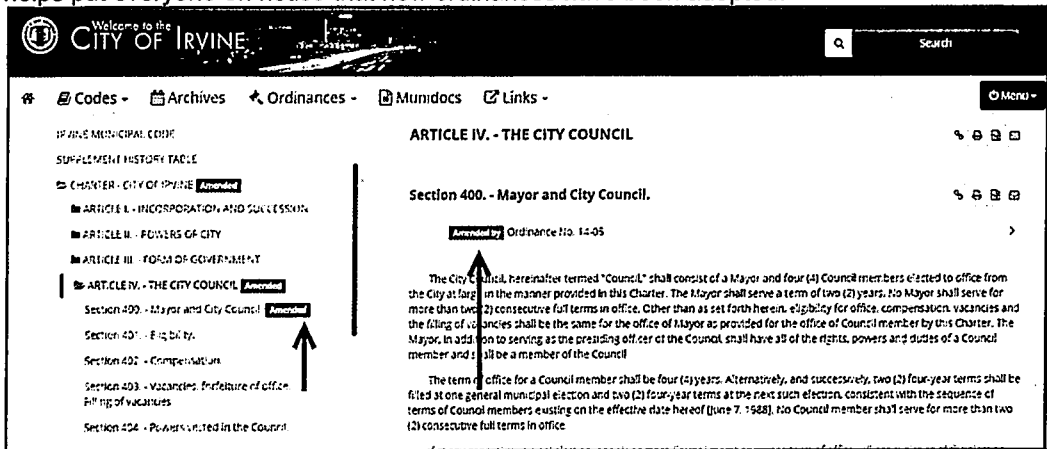 Welcome to the
CITY OF IRVINE
Search
Codes
Archives
Ordinances
Munidocs
Links
Menu
IRVINE MUNICIPAL CODE
SUPPLEMENT HISTORY TABLE
CHARTER - CITY OF IRVINE Amended
ARTICLE I. - INCORPORATION AND SUCCESSION
ARTICLE II. - POWERS OF CITY
ARTICLE III. - FORM OF GOVERNMENT
ARTICLE IV. - THE CITY COUNCIL Amended
Section 400. - Mayor and City Council. Amended
Section 401. - Eligibility.
Section 402. - Compensation.
Section 403. - Vacancies, forfeiture of office,
filling of vacancies
Section 404. - Powers vested in the Council.
ARTICLE IV. - THE CITY COUNCIL
Section 400. - Mayor and City Council.
Amended by Ordinance No. 14-05
The City Council, hereinafter termed "Council," shall consist of a Mayor and four (4) Council members elected to office from
the City at large in the manner provided in this Charter. The Mayor shall serve a term of two (2) years. No Mayor shall serve for
more than two (2) consecutive full terms in office. Other than as set forth herein, eligibility for office, compensation, vacancies and
the filling of vacancies shall be the same for the office of Mayor as provided for the office of Council member by this Charter. The
Mayor, in addition to serving as the presiding officer of the Council, shall have all of the rights, powers and duties of a Council
member and shall be a member of the Council
The term of office for a Council member shall be four (4) years. Alternatively, and successively, two (2) four-year terms shall be
filled at one general municipal election and two (2) four-year terms at the next such election, consistent with the sequence of
terms of Council members existing on the effective date hereof [June 7, 1988]. No Council member shall serve for more than two
(2) consecutive full terms in office